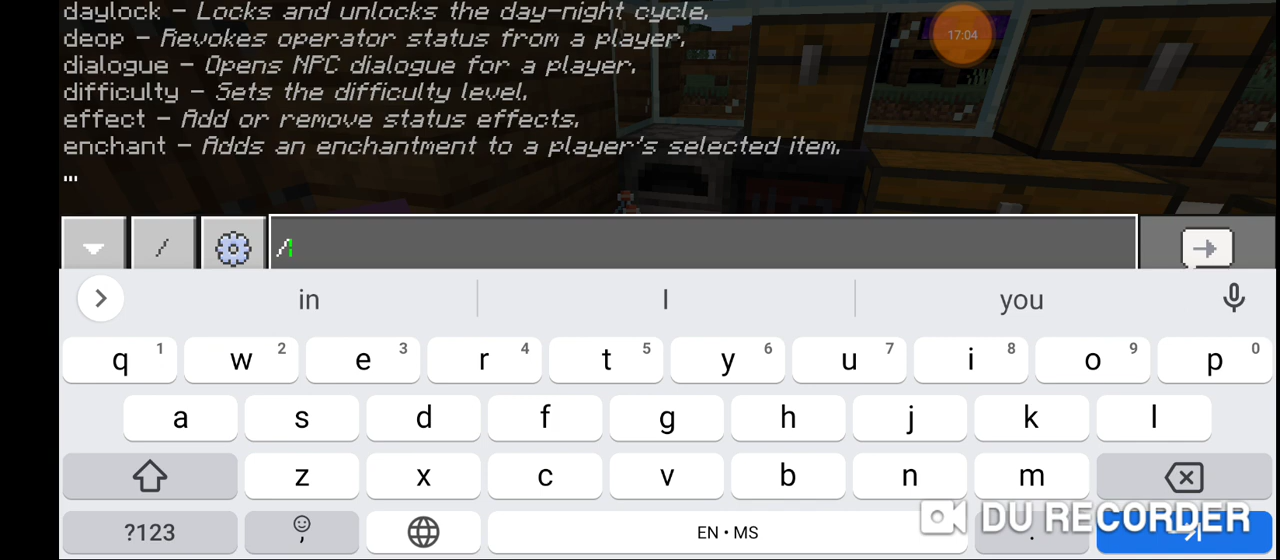 daylock – Locks and unlocks the day-night cycle.
deop – Revokes operator status from a player.
dialogue – Opens NPC dialogue for a player.
difficulty – Sets the difficulty level.
effect – Add or remove status effects.
enchant – Adds an enchantment to a player's selected item.
...
17:04
/ /
in I you
q 1 w 2 e 3 r 4 t 5 y 6 u 7 i 8 o 9 p 0
a s d f g h j k l
z x c v b n m
?123 , EN • MS .
DU RECORDER